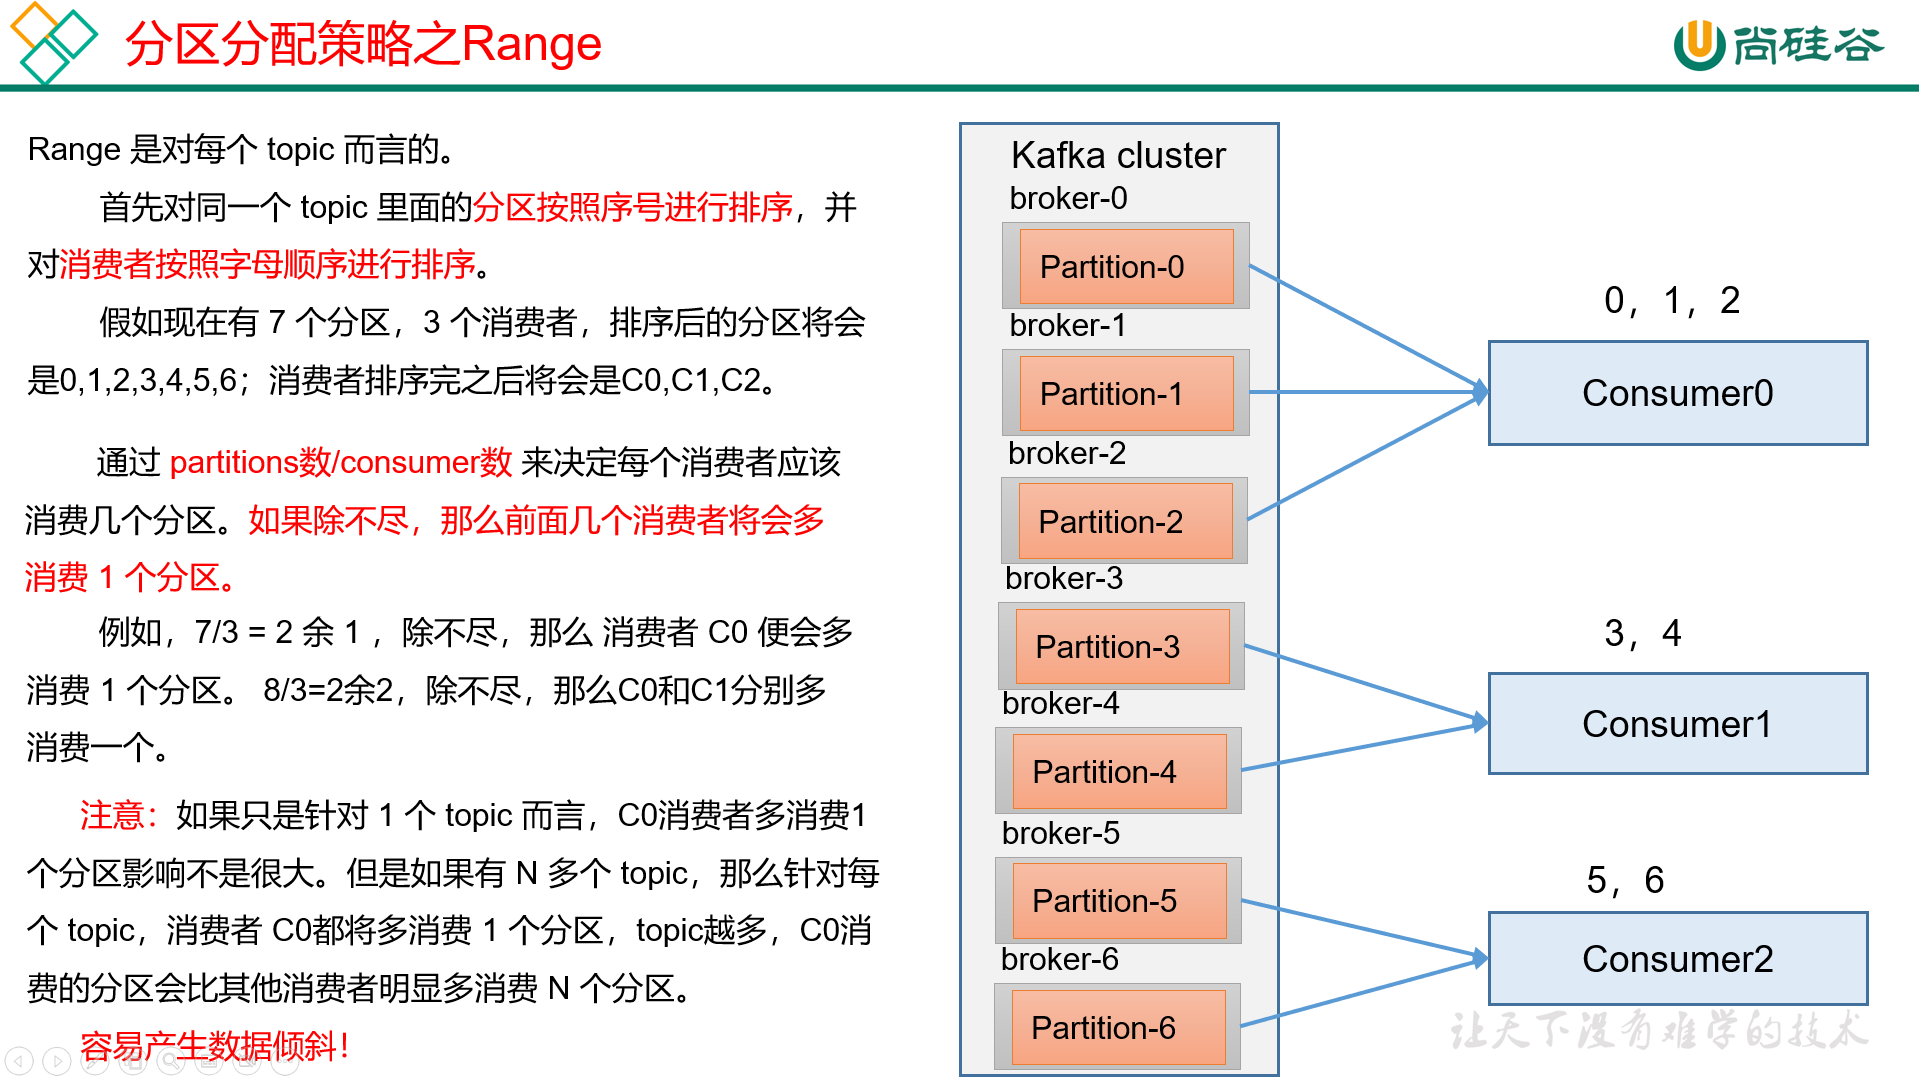 分区分配策略之Range
尚硅谷
Range 是对每个 topic 而言的。
首先对同一个 topic 里面的分区按照序号进行排序，并
对消费者按照字母顺序进行排序。
假如现在有 7 个分区，3 个消费者，排序后的分区将会
是0,1,2,3,4,5,6；消费者排序完之后将会是C0,C1,C2。
通过 partitions数/consumer数 来决定每个消费者应该
消费几个分区。如果除不尽，那么前面几个消费者将会多
消费 1 个分区。
例如，7/3 = 2 余 1 ，除不尽，那么 消费者 C0 便会多
消费 1 个分区。 8/3=2余2，除不尽，那么C0和C1分别多
消费一个。
注意：如果只是针对 1 个 topic 而言，C0消费者多消费1
个分区影响不是很大。但是如果有 N 多个 topic，那么针对每
个 topic，消费者 C0都将多消费 1 个分区，topic越多，C0消
费的分区会比其他消费者明显多消费 N 个分区。
容易产生数据倾斜！
Kafka cluster
broker-0
Partition-0
broker-1
Partition-1
broker-2
Partition-2
broker-3
Partition-3
broker-4
Partition-4
broker-5
Partition-5
broker-6
Partition-6
0，1，2
Consumer0
3，4
Consumer1
5，6
Consumer2
让天下没有难学的技术